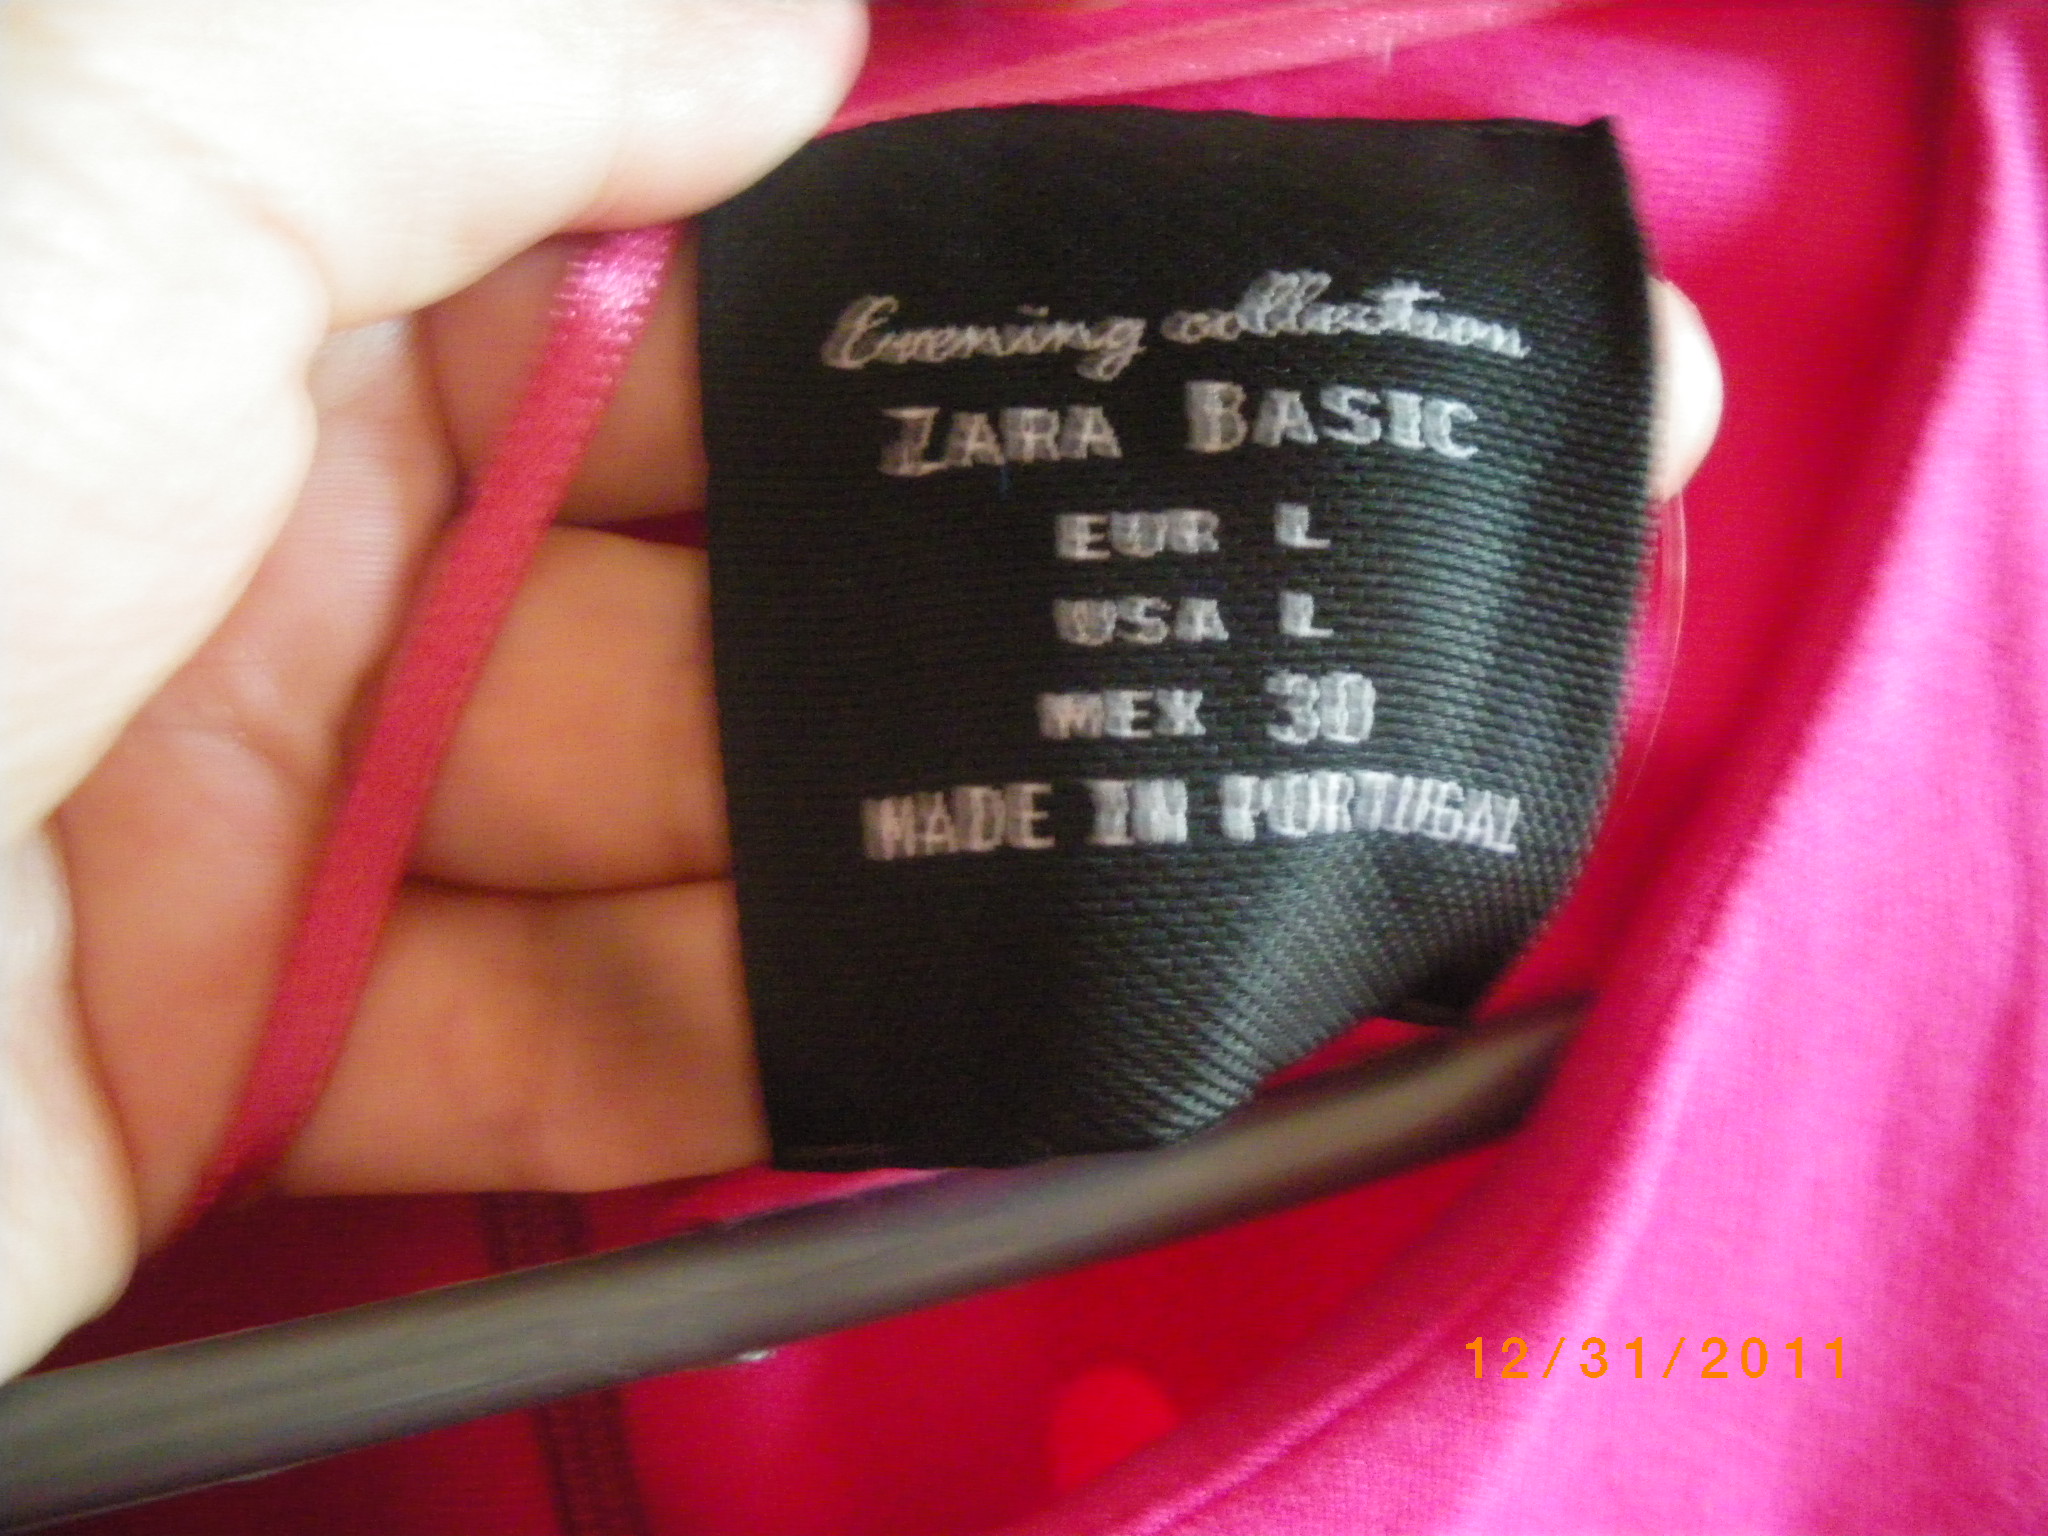 Evening collection
ZARA BASIC
EUR L
USA L
MEX 30
MADE IN PORTUGAL
12/31/2011